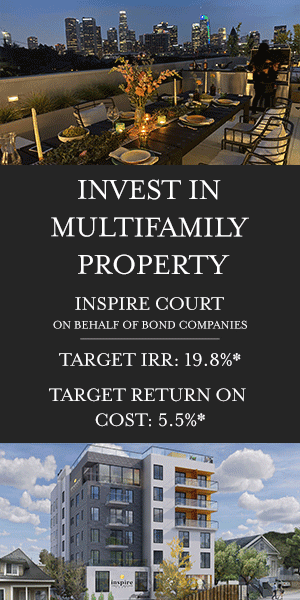 INVEST IN
MULTIFAMILY
PROPERTY
INSPIRE COURT
ON BEHALF OF BOND COMPANIES
TARGET IRR: 19.8%*
TARGET RETURN ON
COST: 5.5%*
inspire